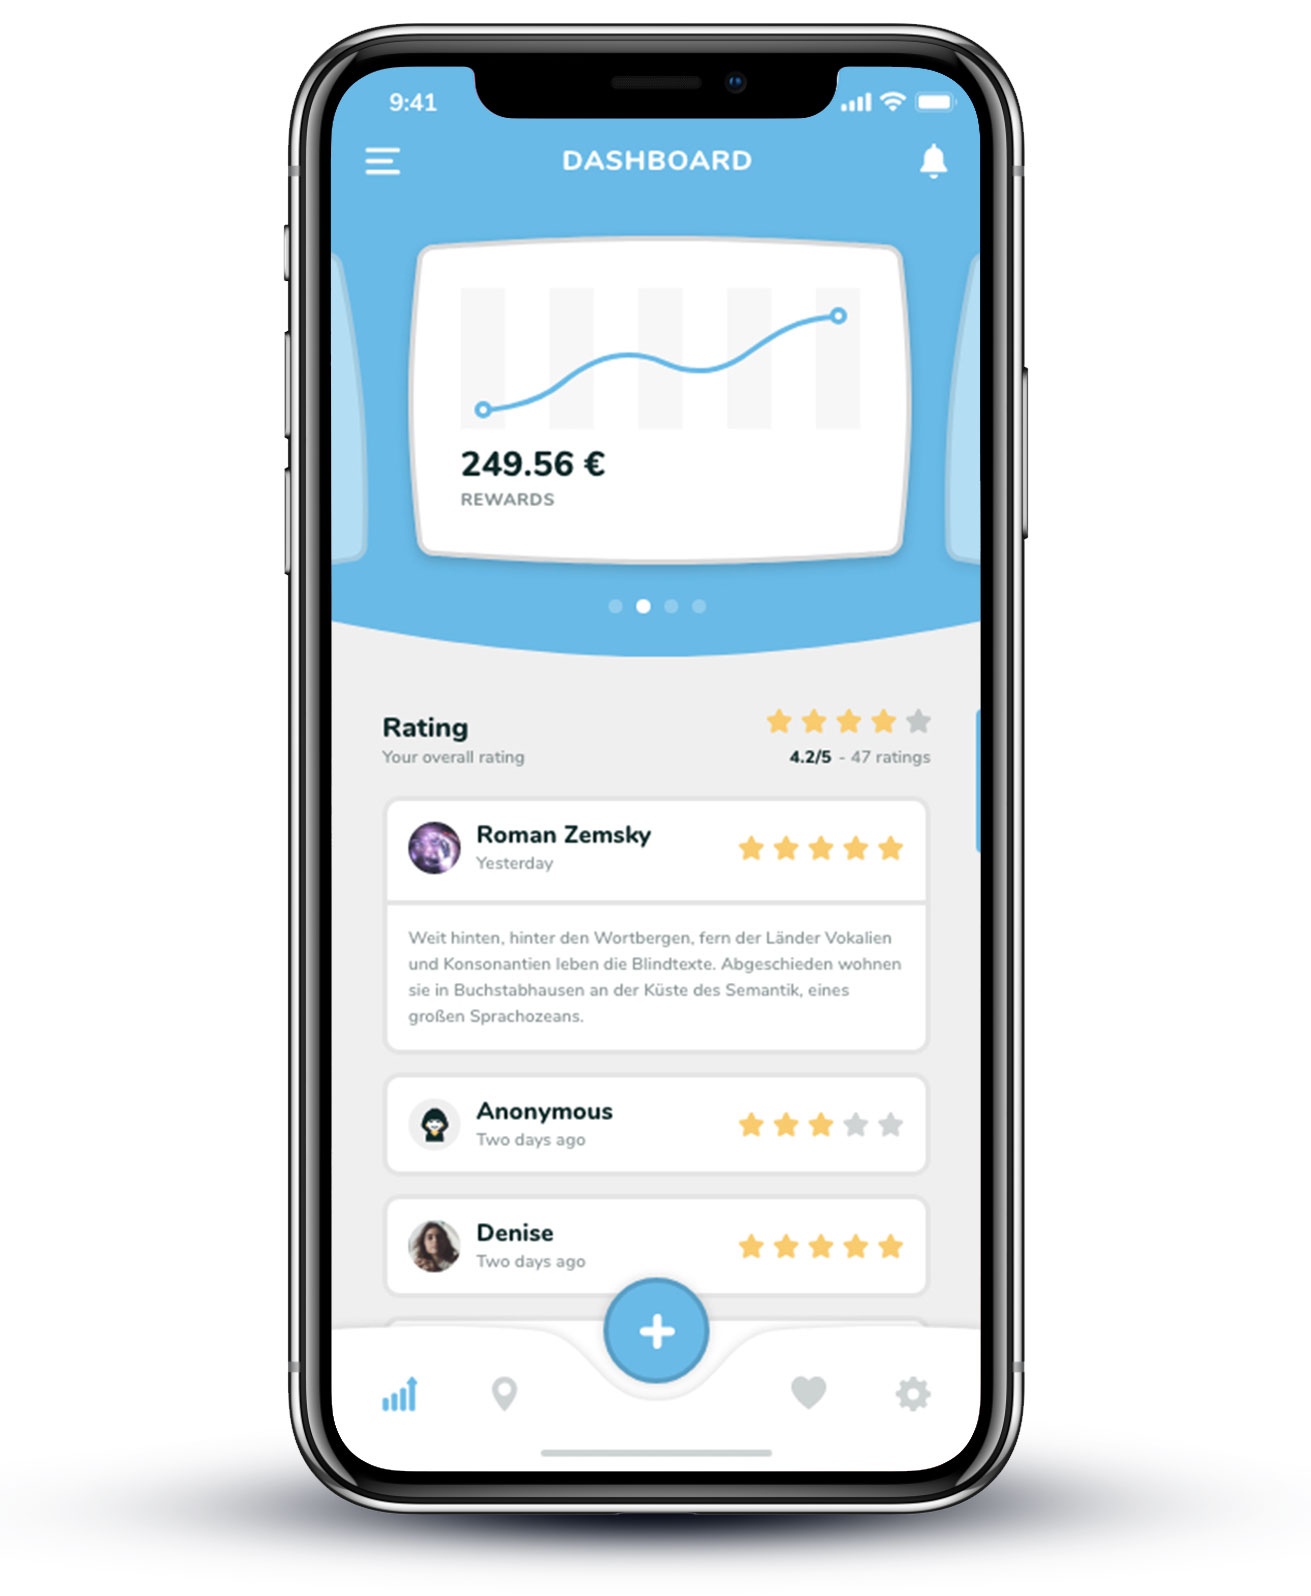 9:41
DASHBOARD
249.56 €
REWARDS
Rating
Your overall rating
4.2/5 - 47 ratings
Roman Zemsky
Yesterday
Weit hinten, hinter den Wortbergen, fern der Länder Vokalien
und Konsonantien leben die Blindtexte. Abgeschieden wohnen
sie in Buchstabhausen an der Küste des Semantik, eines
großen Sprachozeans.
Anonymous
Two days ago
Denise
Two days ago